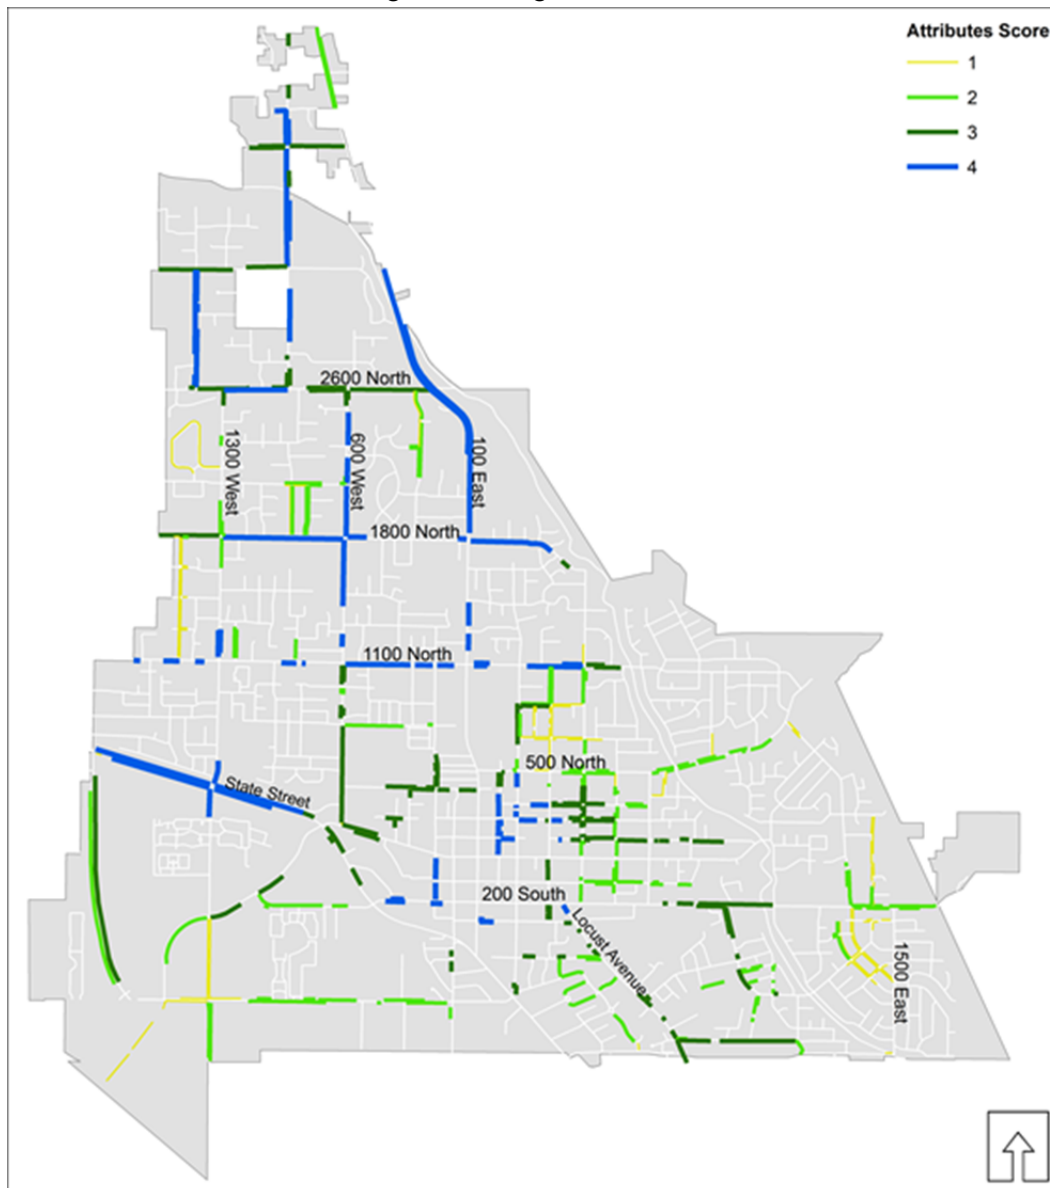 Attributes Score
1
2
3
4
2600 North
1300 West
600 West
100 East
1800 North
1100 North
500 North
State Street
200 South
Locust Avenue
1500 East